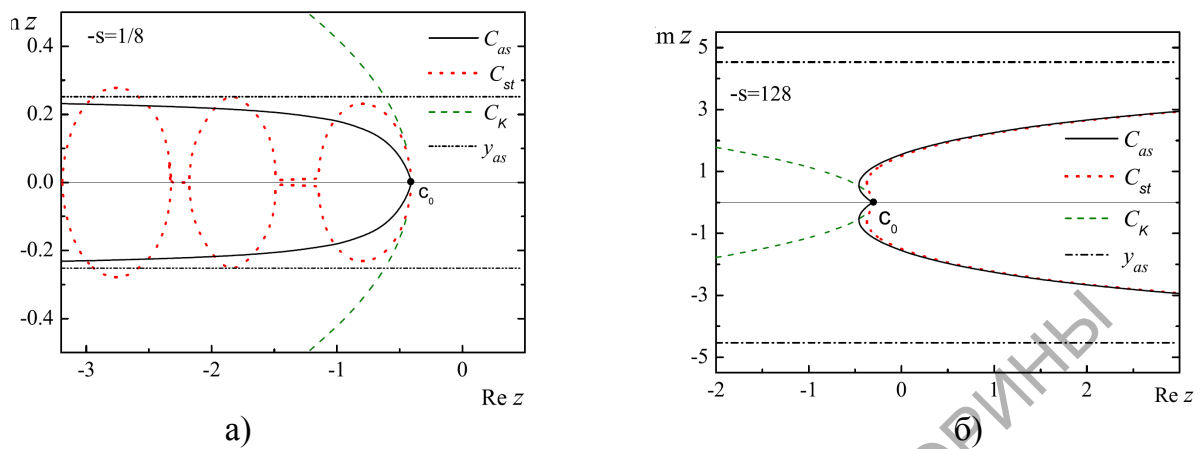 m z
-s=1/8
C_as
C_st
C_K
y_as
0.4
0.2
0.0
-0.2
-0.4
c_0
-3
-2
-1
0
Re z
а)
m z
-s=128
C_as
C_st
C_K
y_as
5
3
1
-1
-3
-5
c_0
-2
-1
0
1
2
Re z
б)
ОРИНЫ